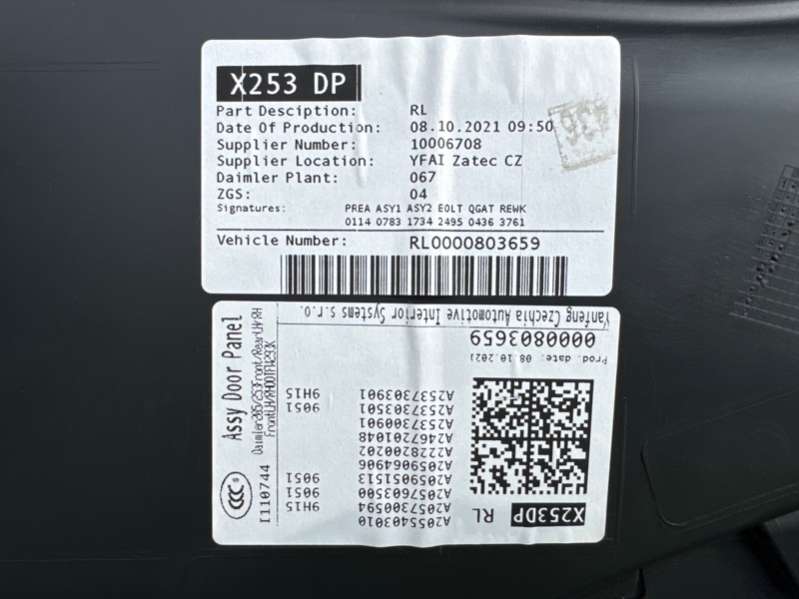 X253 DP
Part Desciption: RL
Date Of Production: 08.10.2021 09:50
Supplier Number: 10006708
Supplier Location: YFAI Zatec CZ
Daimler Plant: 067
ZGS: 04
Signatures: PREA ASY1 ASY2 EOLT QGAT REWK
0114 0783 1734 2495 0436 3761
Vehicle Number: RL0000803659
436
X253DP RL
A2055403010
A2057300594 9H15
A2057603500 9051
A2059051513 9051
A2059064906
A2228200202
A2467201048
A2537300901
A2537303501 9051
A2537303901 9H15
Prod. date: 08.10.2021
0000803659
Yanfeng Czechia Automotive Interior Systems s.r.o.
CCC
I110744
Assy Door Panel